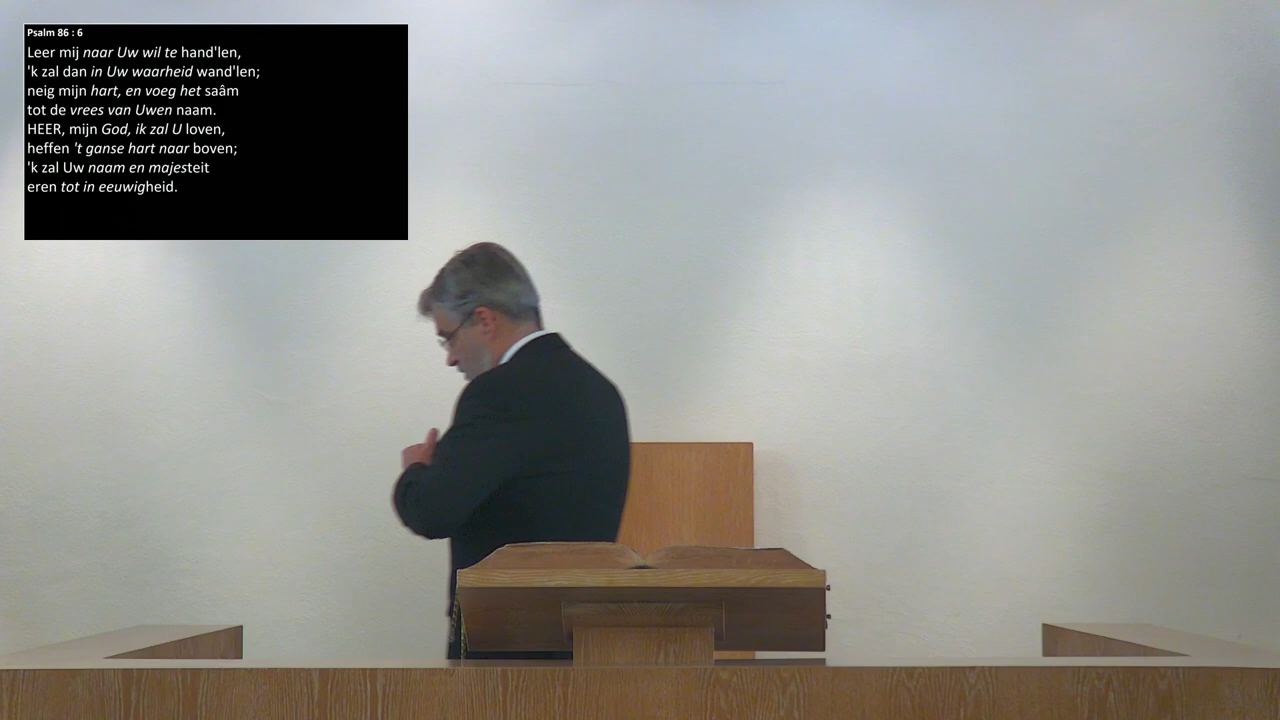 Psalm 86 : 6
Leer mij naar Uw wil te hand'len,
'k zal dan in Uw waarheid wand'len;
neig mijn hart, en voeg het saâm
tot de vrees van Uwen naam.
HEER, mijn God, ik zal U loven,
heffen 't ganse hart naar boven;
'k zal Uw naam en majesteit
eren tot in eeuwigheid.